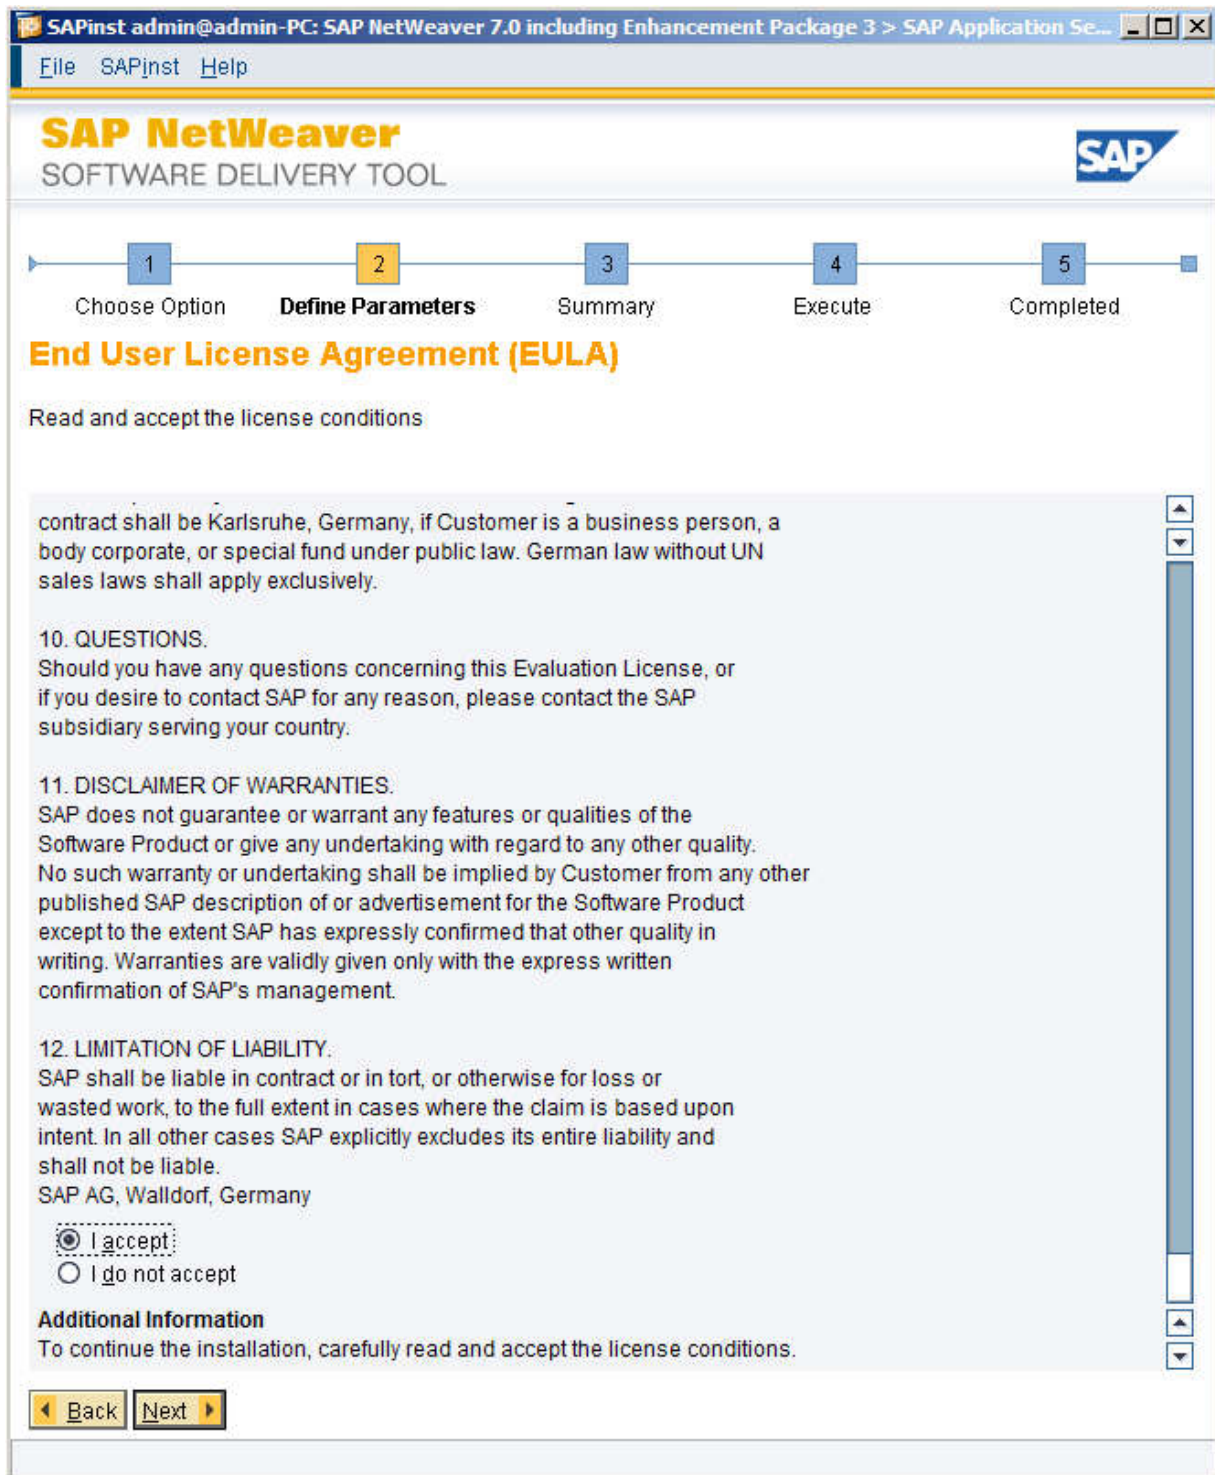 SAPinst admin@admin-PC: SAP NetWeaver 7.0 including Enhancement Package 3 > SAP Application Se...
File SAPinst Help
SAP NetWeaver
SOFTWARE DELIVERY TOOL
SAP
1 2 3 4 5
Choose Option Define Parameters Summary Execute Completed
End User License Agreement (EULA)
Read and accept the license conditions
contract shall be Karlsruhe, Germany, if Customer is a business person, a
body corporate, or special fund under public law. German law without UN
sales laws shall apply exclusively.
10. QUESTIONS.
Should you have any questions concerning this Evaluation License, or
if you desire to contact SAP for any reason, please contact the SAP
subsidiary serving your country.
11. DISCLAIMER OF WARRANTIES.
SAP does not guarantee or warrant any features or qualities of the
Software Product or give any undertaking with regard to any other quality.
No such warranty or undertaking shall be implied by Customer from any other
published SAP description of or advertisement for the Software Product
except to the extent SAP has expressly confirmed that other quality in
writing. Warranties are validly given only with the express written
confirmation of SAP's management.
12. LIMITATION OF LIABILITY.
SAP shall be liable in contract or in tort, or otherwise for loss or
wasted work, to the full extent in cases where the claim is based upon
intent. In all other cases SAP explicitly excludes its entire liability and
shall not be liable.
SAP AG, Walldorf, Germany
I accept
I do not accept
Additional Information
To continue the installation, carefully read and accept the license conditions.
Back Next